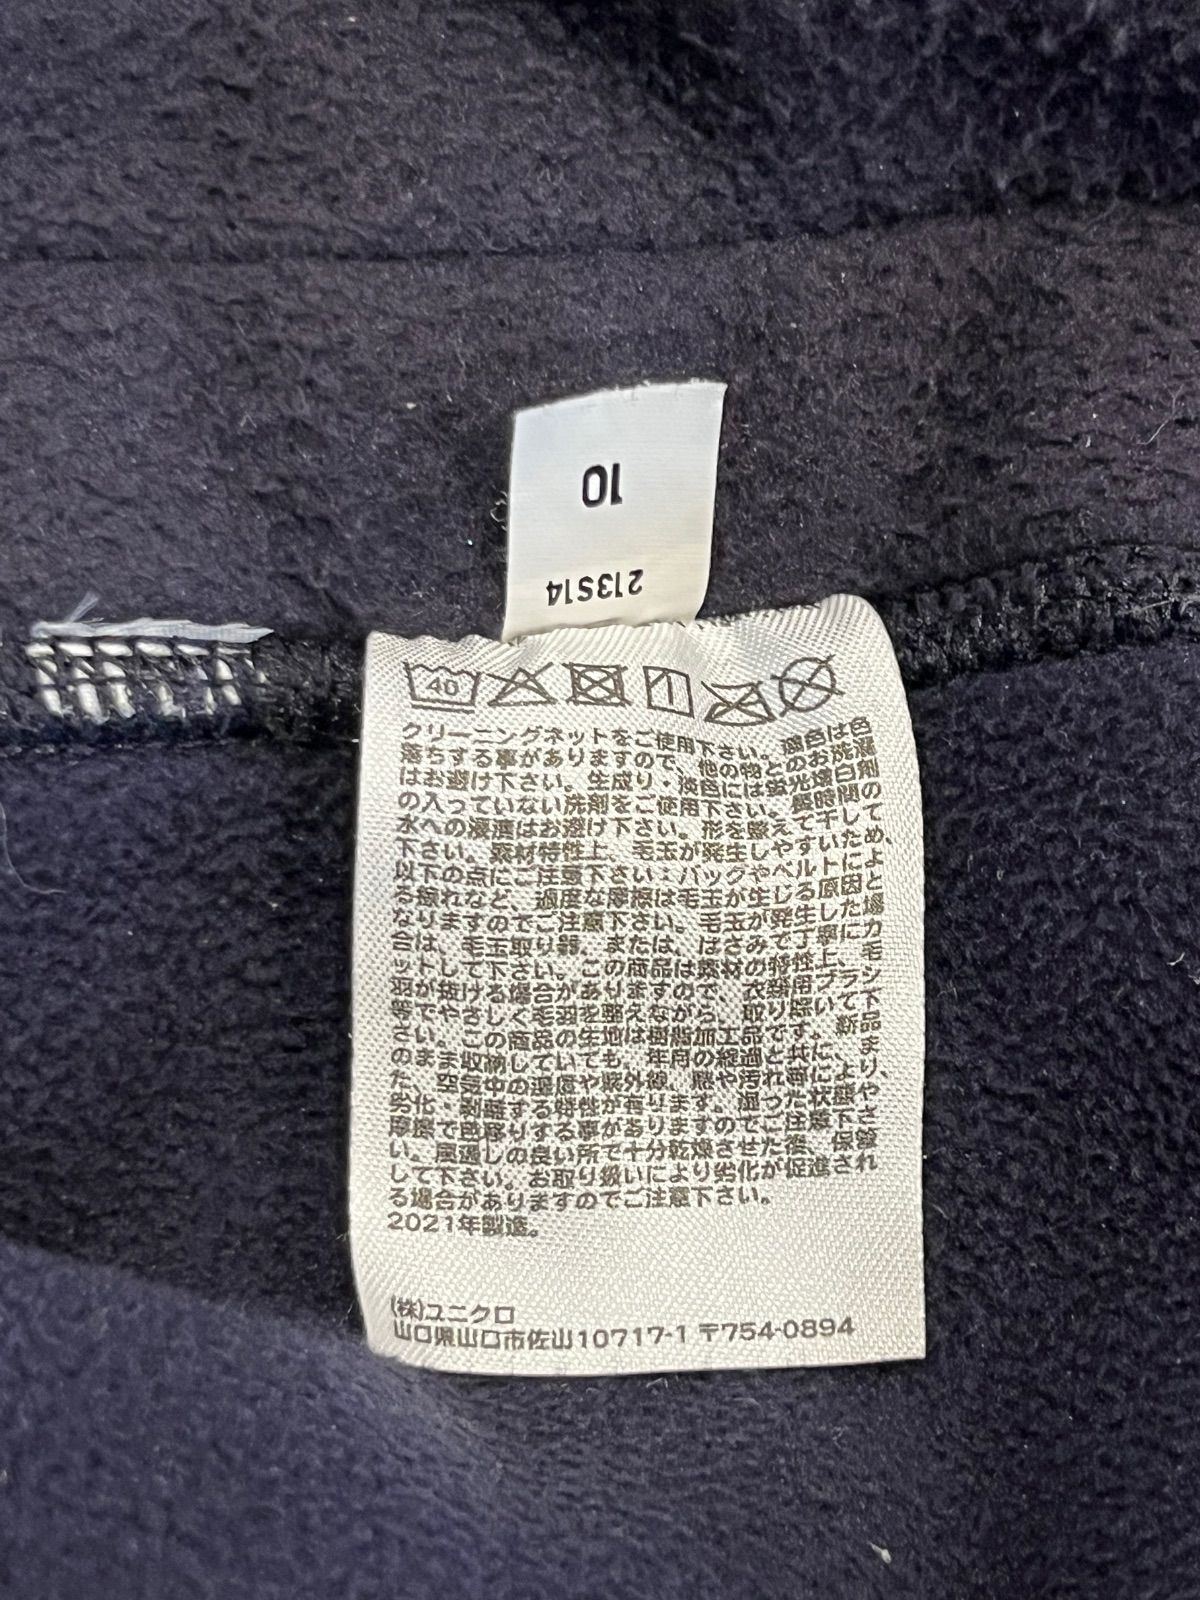 10
213S14
40
クリーニングネットをご使用下さい。濃色は色
落ちする事がありますので、他の物とのお洗濯
はお避け下さい。生成り・淡色には蛍光増白剤
の入っていない洗剤をご使用下さい。長時間の
水への浸漬はお避け下さい。形を整えて干して
下さい。素材特性上、毛玉が発生しやすいため、
以下の点にご注意下さい:バッグやベルトによ
る擦れなど、過度な摩擦は毛玉が生じる原因と
なりますのでご注意下さい。毛玉が発生した場
合は、毛玉取り器、または、はさみで丁寧にカ
ットして下さい。この商品は素材の特性上、毛
羽が抜ける場合がありますので、衣類用ブラシ
等でやさしく毛羽を整えながら、取り除いて下
さい。この商品の生地は樹脂加工品です。新品
のまま収納していても、年月の経過と共に、ま
た、空気中の湿度や紫外線、熱や汚れ等により、
劣化・剥離する特性が有ります。湿った状態や
摩擦で色移りする事がありますのでご注意下さ
い。風通しの良い所で十分乾燥させた後、保管
して下さい。お取り扱いにより劣化が促進され
る場合がありますのでご注意下さい。
2021年製造。
(株)ユニクロ
山口県山口市佐山10717-1 〒754-0894